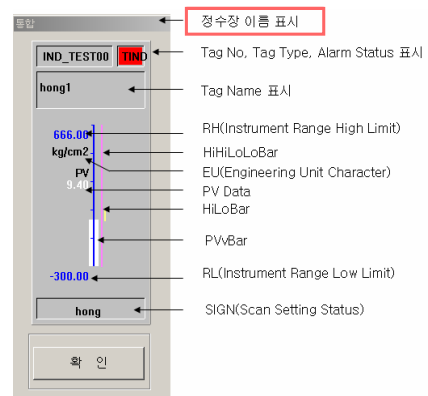 통합
정수장 이름 표시
IND_TEST00 TIND
Tag No, Tag Type, Alarm Status 표시
hong1
Tag Name 표시
666.00
RH(Instrument Range High Limit)
kg/cm2
HiHiLoLoBar
EU(Engineering Unit Character)
PV
9.40
PV Data
HiLoBar
PVvBar
-300.00
RL(Instrument Range Low Limit)
hong
SIGN(Scan Setting Status)
확 인